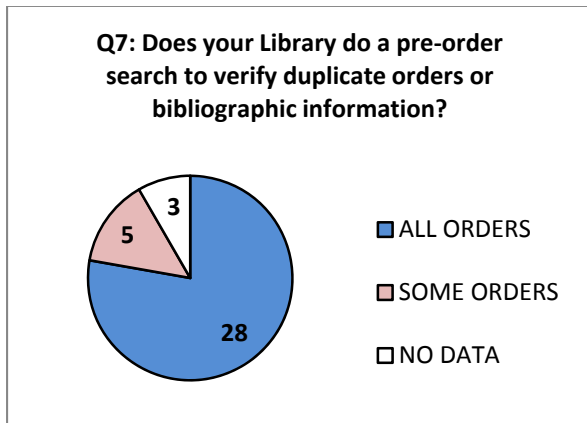 Q7: Does your Library do a pre-order
search to verify duplicate orders or
bibliographic information?
3
5
28
ALL ORDERS
SOME ORDERS
NO DATA